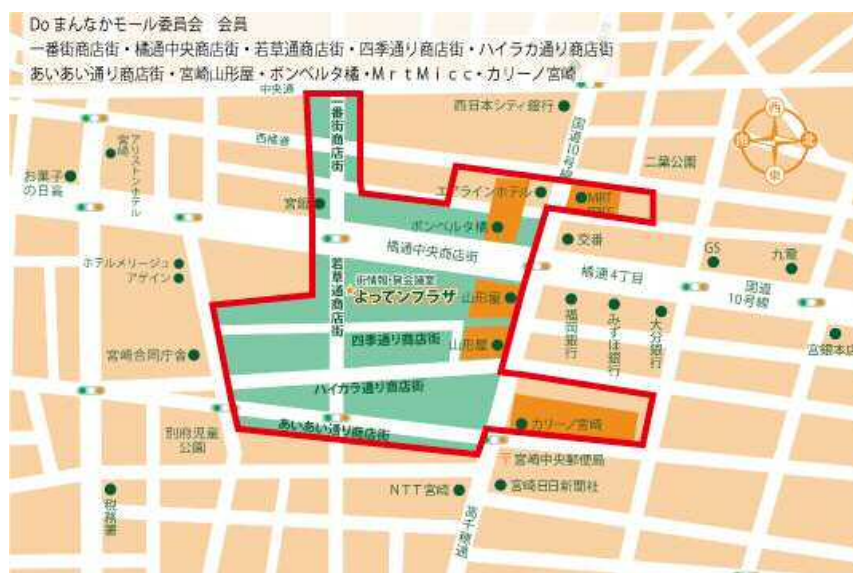 Do まんなかモール委員会　会員
一番街商店街・橘通中央商店街・若草通商店街・四季通り商店街・ハイラカ通り商店街
あいあい通り商店街・宮崎山形屋・ボンベルタ橘・MrtMicc・カリーノ宮崎
中央通
西橘通
一番街商店街
西日本シティ銀行
国道10号線
二葉公園
西
南
北
東
宮崎
アリストンホテル
お菓子
の日高
エアラインホテル
MRT
ボンベルタ橘
交番
橘通中央商店街
橘通4丁目
GS
九電
国道
10号線
ホテルメリージュ
アゲイン
若草通商店街
街情報・貸会議室
よってンプラザ
山形屋
福岡銀行
みずほ銀行
大分銀行
宮銀本店
四季通り商店街
山形屋
宮崎合同庁舎
ハイカラ通り商店街
あいあい通り商店街
カリーノ宮崎
別府児童
公園
〒宮崎中央郵便局
NTT宮崎
宮崎日日新聞社
税務署
高千穂通